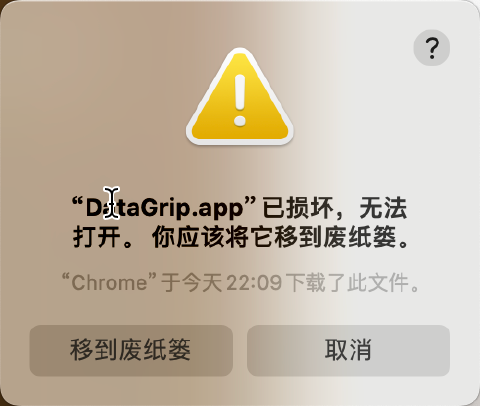 ?
“DataGrip.app”已损坏，无法
打开。 你应该将它移到废纸篓。
“Chrome”于今天22:09下载了此文件。
移到废纸篓
取消